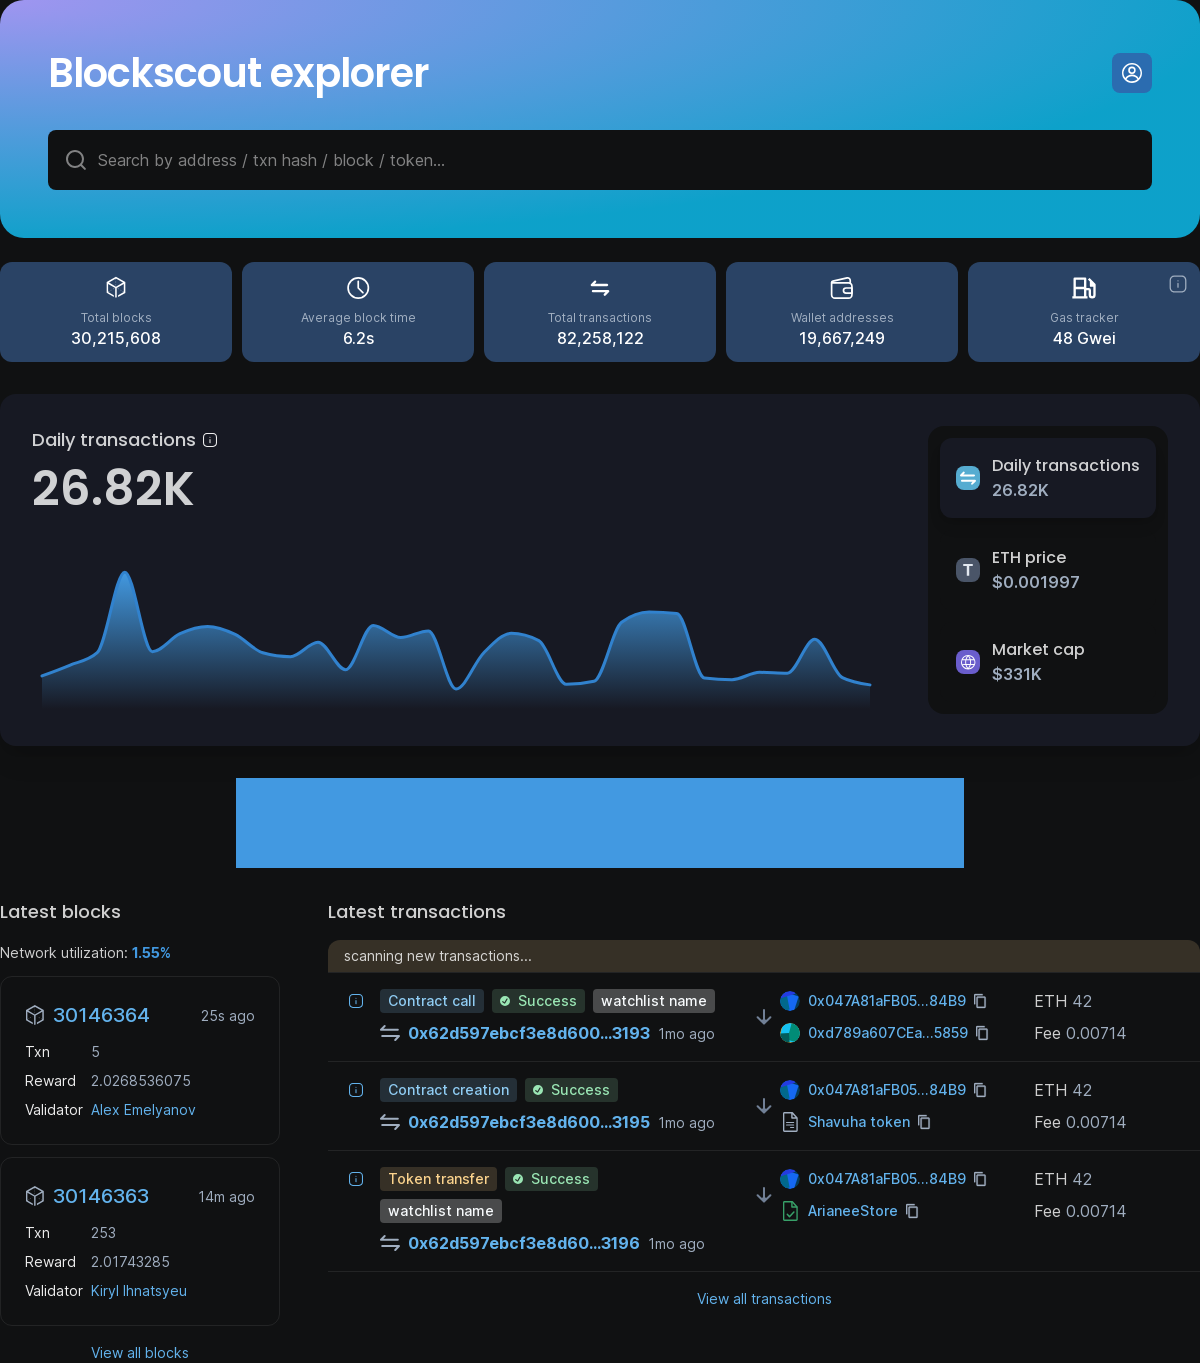 Blockscout explorer
Search by address / txn hash / block / token...
Total blocks
30,215,608
Average block time
6.2s
Total transactions
82,258,122
Wallet addresses
19,667,249
Gas tracker
48 Gwei
Daily transactions
26.82K
Daily transactions
26.82K
T
ETH price
$0.001997
Market cap
$331K
Latest blocks
Network utilization: 1.55%
30146364 25s ago
Txn 5
Reward 2.0268536075
Validator Alex Emelyanov
30146363 14m ago
Txn 253
Reward 2.01743285
Validator Kiryl Ihnatsyeu
View all blocks
Latest transactions
scanning new transactions...
Contract call Success watchlist name 0x047A81aFB05...84B9 ETH 42
0x62d597ebcf3e8d600...3193 1mo ago 0xd789a607CEa...5859 Fee 0.00714
Contract creation Success 0x047A81aFB05...84B9 ETH 42
0x62d597ebcf3e8d600...3195 1mo ago Shavuha token Fee 0.00714
Token transfer Success 0x047A81aFB05...84B9 ETH 42
watchlist name ArianeeStore Fee 0.00714
0x62d597ebcf3e8d60...3196 1mo ago
View all transactions